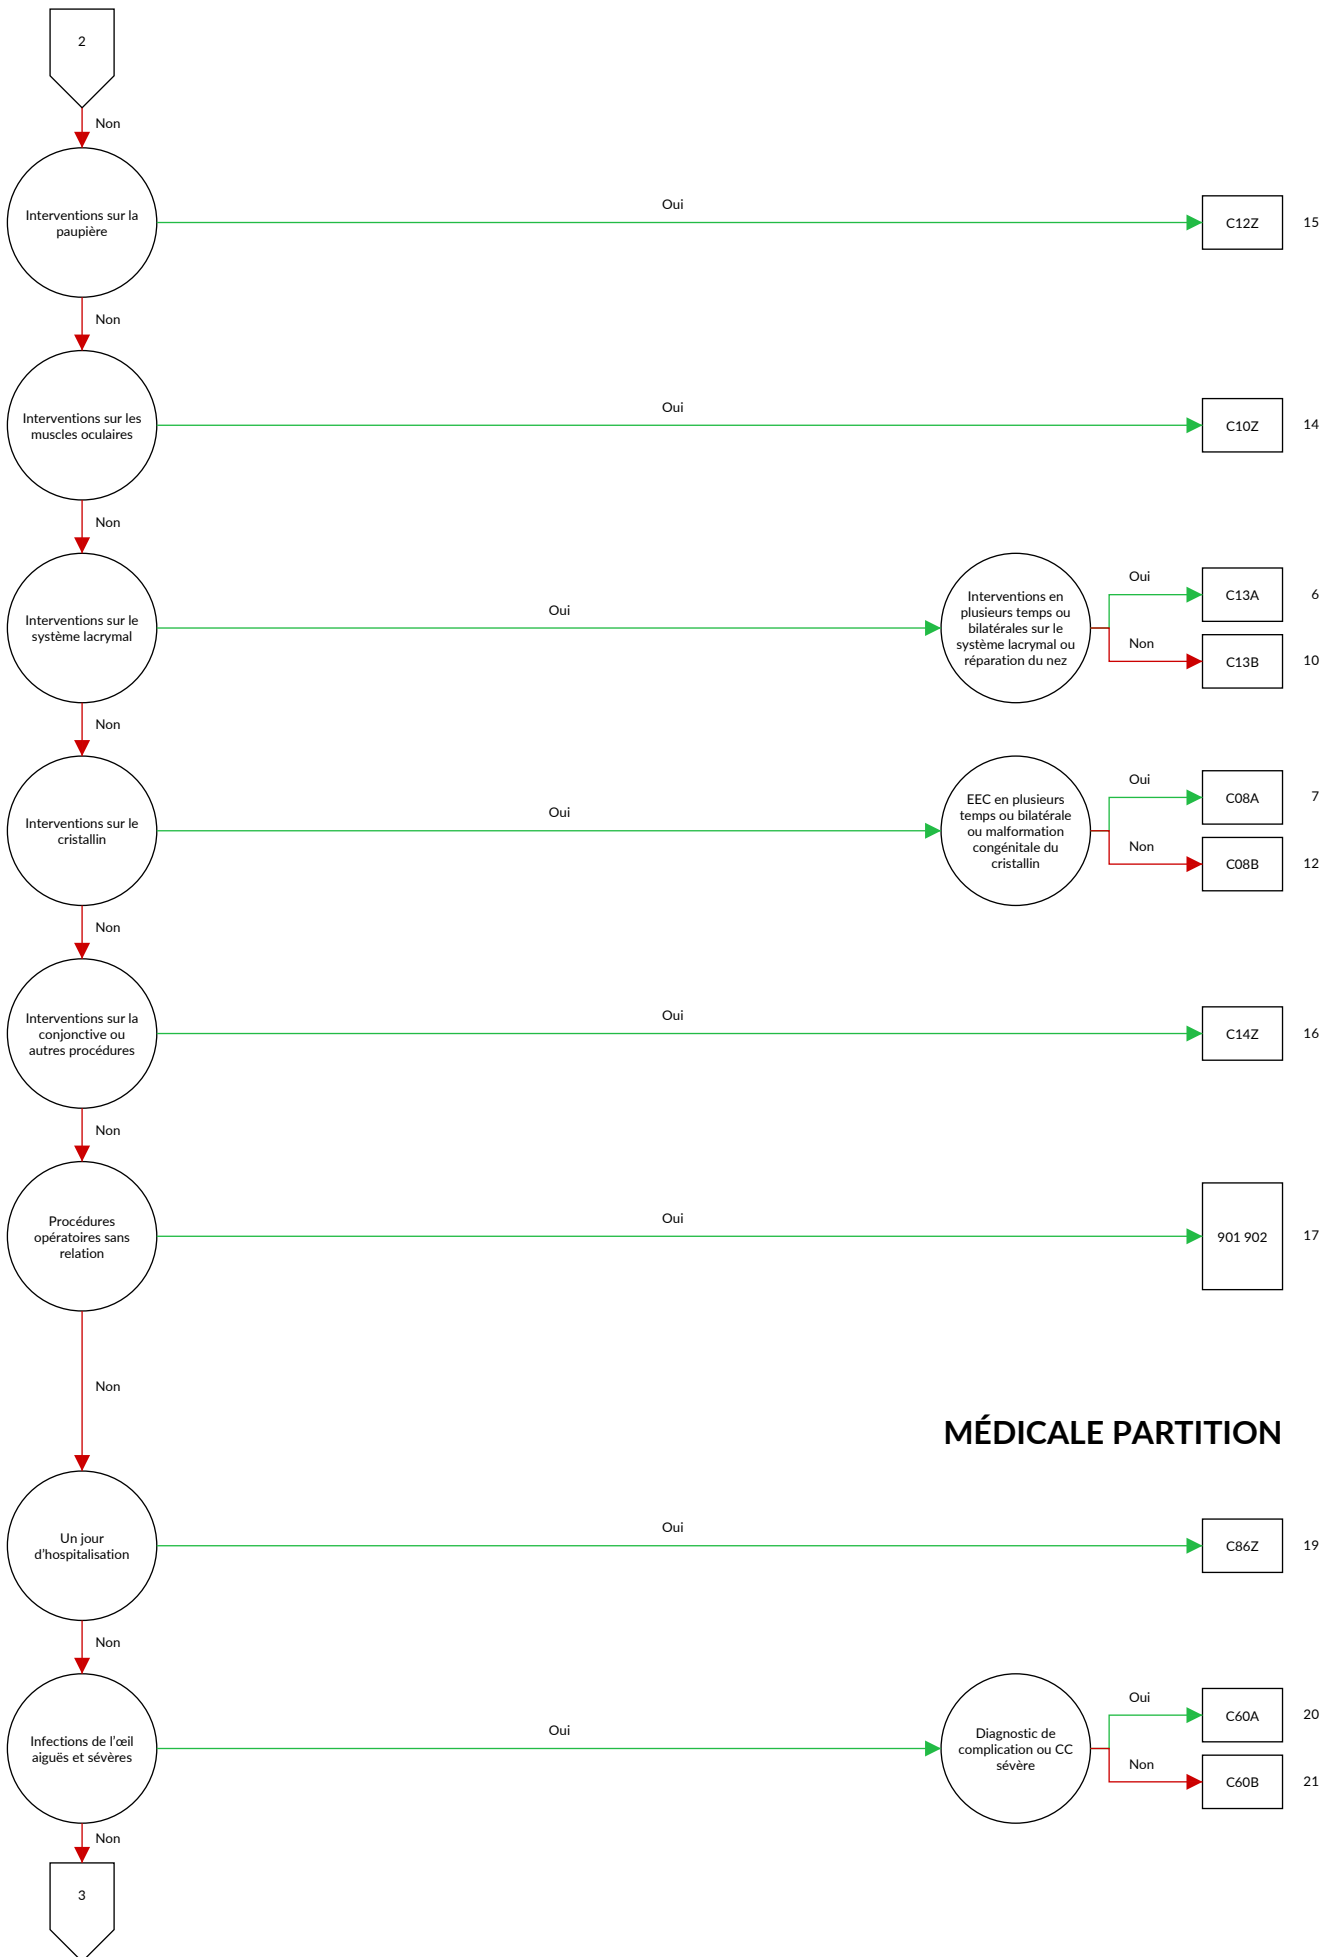 2
Non
Interventions sur la
paupière
Oui
C12Z
15
Non
Interventions sur les
muscles oculaires
Oui
C10Z
14
Non
Interventions sur le
système lacrymal
Oui
Interventions en
plusieurs temps ou
bilatérales sur le
système lacrymal ou
réparation du nez
Oui
C13A
6
Non
C13B
10
Non
Interventions sur le
cristallin
Oui
EEC en plusieurs
temps ou bilatérale
ou malformation
congénitale du
cristallin
Oui
C08A
7
Non
C08B
12
Non
Interventions sur la
conjonctive ou
autres procédures
Oui
C14Z
16
Non
Procédures
opératoires sans
relation
Oui
901 902
17
Non
MÉDICALE PARTITION
Un jour
d'hospitalisation
Oui
C86Z
19
Non
Infections de l'œil
aiguës et sévères
Oui
Diagnostic de
complication ou CC
sévère
Oui
C60A
20
Non
C60B
21
Non
3